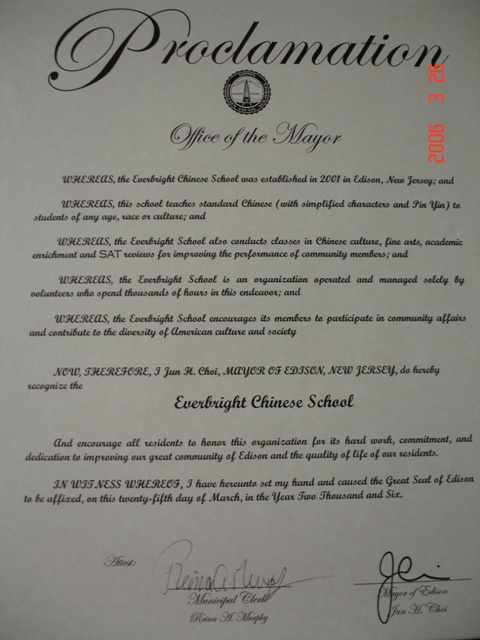 Proclamation
2006 3 26
Office of the Mayor
WHEREAS, the Everbright Chinese School was established in 2001 in Edison, New Jersey; and
WHEREAS, this school teaches standard Chinese (with simplified characters and Pin Yin) to
students of any age, race or culture; and
WHEREAS, the Everbright School also conducts classes in Chinese culture, fine arts, academic
enrichment and SAT reviews for improving the performance of community members; and
WHEREAS, the Everbright School is an organization operated and managed solely by
volunteers who spend thousands of hours in this endeavor; and
WHEREAS, the Everbright School encourages its members to participate in community affairs
and contribute to the diversity of American culture and society
NOW, THEREFORE, I Jun H. Choi, MAYOR OF EDISON, NEW JERSEY, do hereby
recognize the
Everbright Chinese School
And encourage all residents to honor this organization for its hard work, commitment, and
dedication to improving our great community of Edison and the quality of life of our residents.
IN WITNESS WHEREOF, I have hereunto set my hand and caused the Great Seal of Edison
to be affixed, on this twenty-fifth day of March, in the Year Two Thousand and Six.
Attest:
Municipal Clerk
Mayor of Edison
Reina A. Murphy
Jun H. Choi